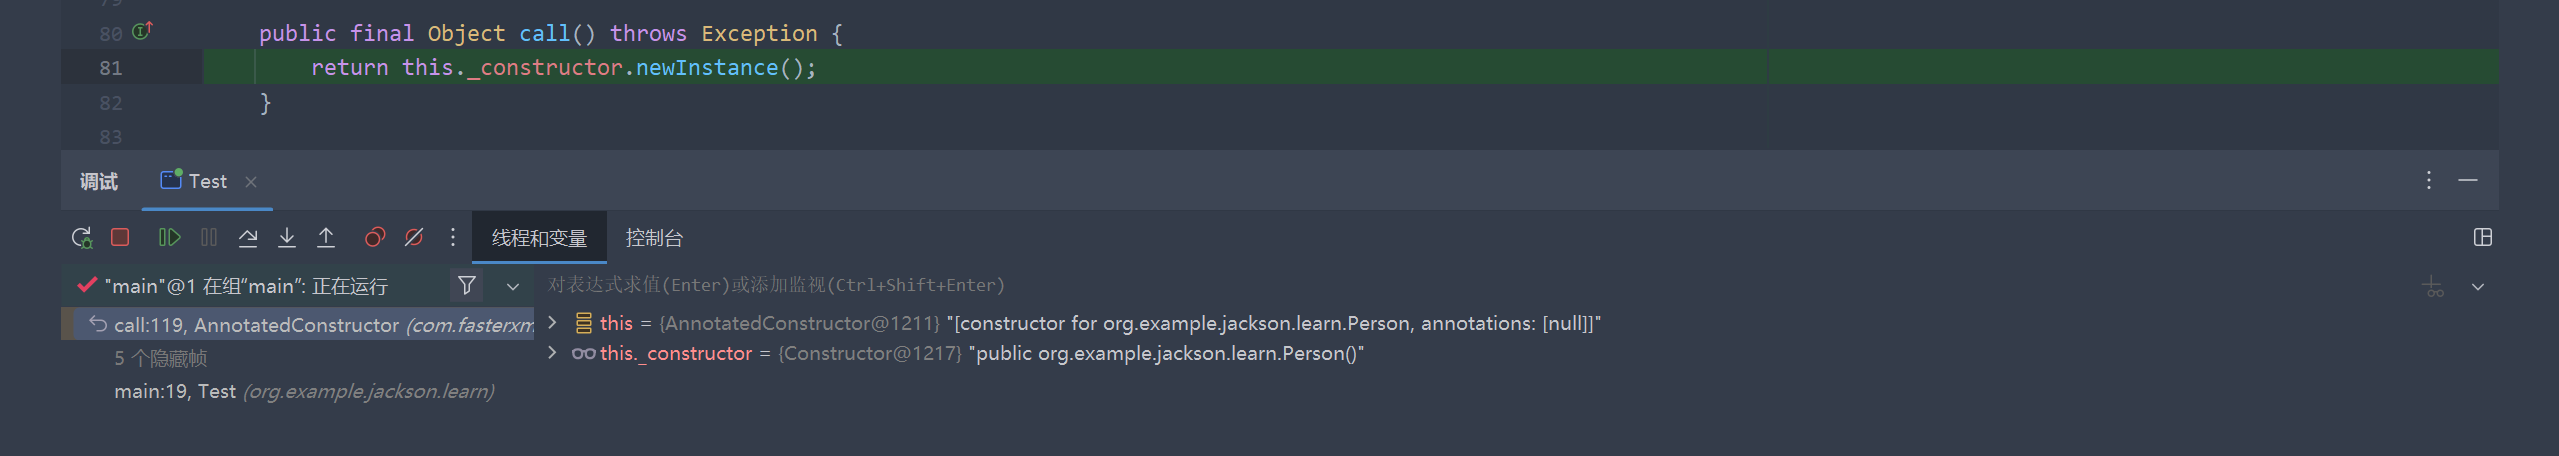 79
80 public final Object call() throws Exception {
81 return this._constructor.newInstance();
82 }
83
调试 Test
线程和变量 控制台
"main"@1 在组“main”: 正在运行
对表达式求值(Enter)或添加监视(Ctrl+Shift+Enter)
call:119, AnnotatedConstructor (com.fasterxm
this = {AnnotatedConstructor@1211} "[constructor for org.example.jackson.learn.Person, annotations: [null]]"
5 个隐藏帧
this._constructor = {Constructor@1217} "public org.example.jackson.learn.Person()"
main:19, Test (org.example.jackson.learn)